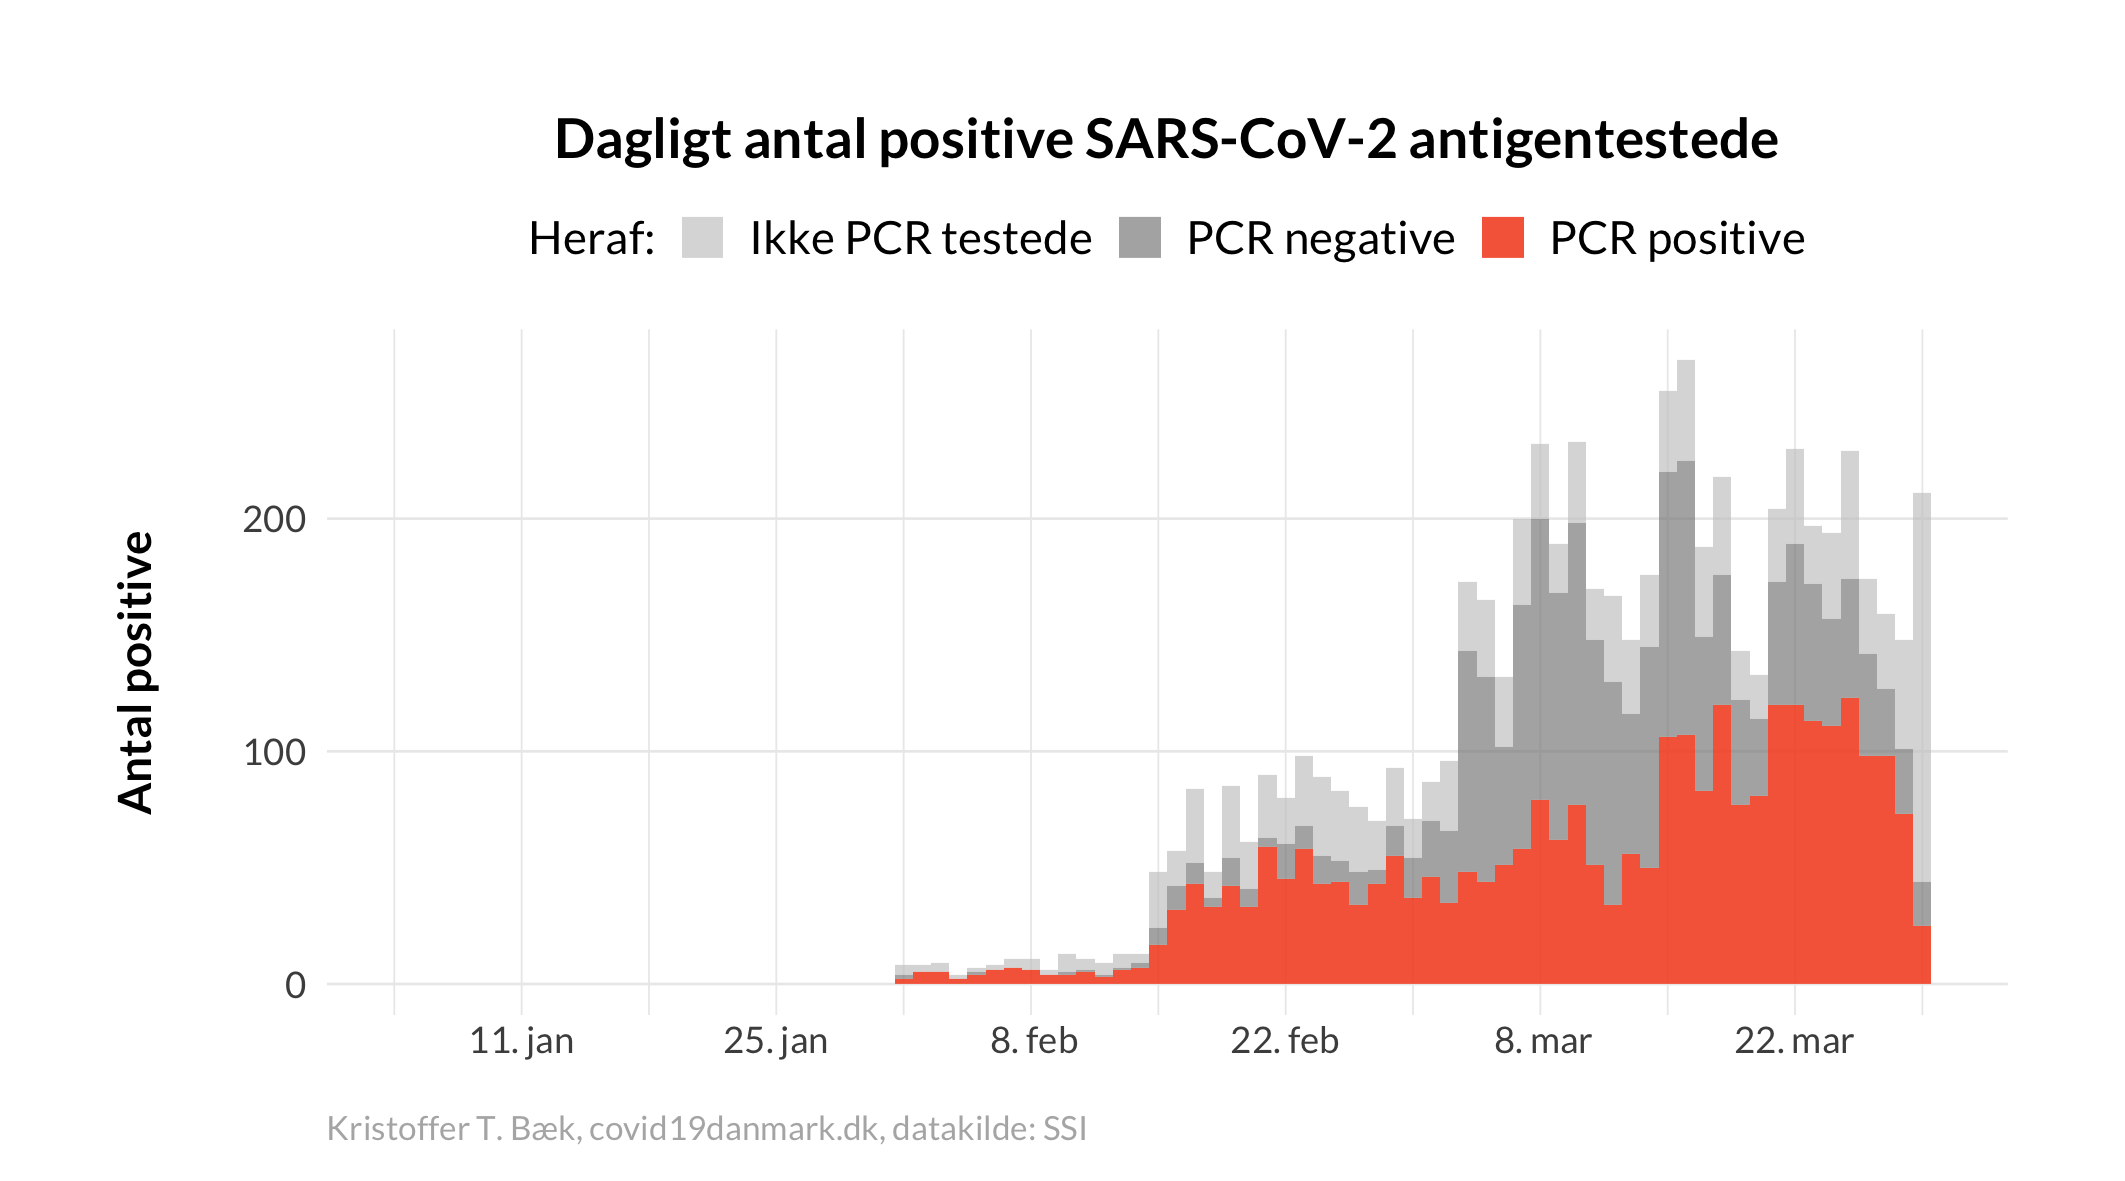 Dagligt antal positive SARS-CoV-2 antigentestede
Heraf: Ikke PCR testede PCR negative PCR positive
Antal positive
200
100
0
11. jan 25. jan 8. feb 22. feb 8. mar 22. mar
Kristoffer T. Bæk, covid19danmark.dk, datakilde: SSI